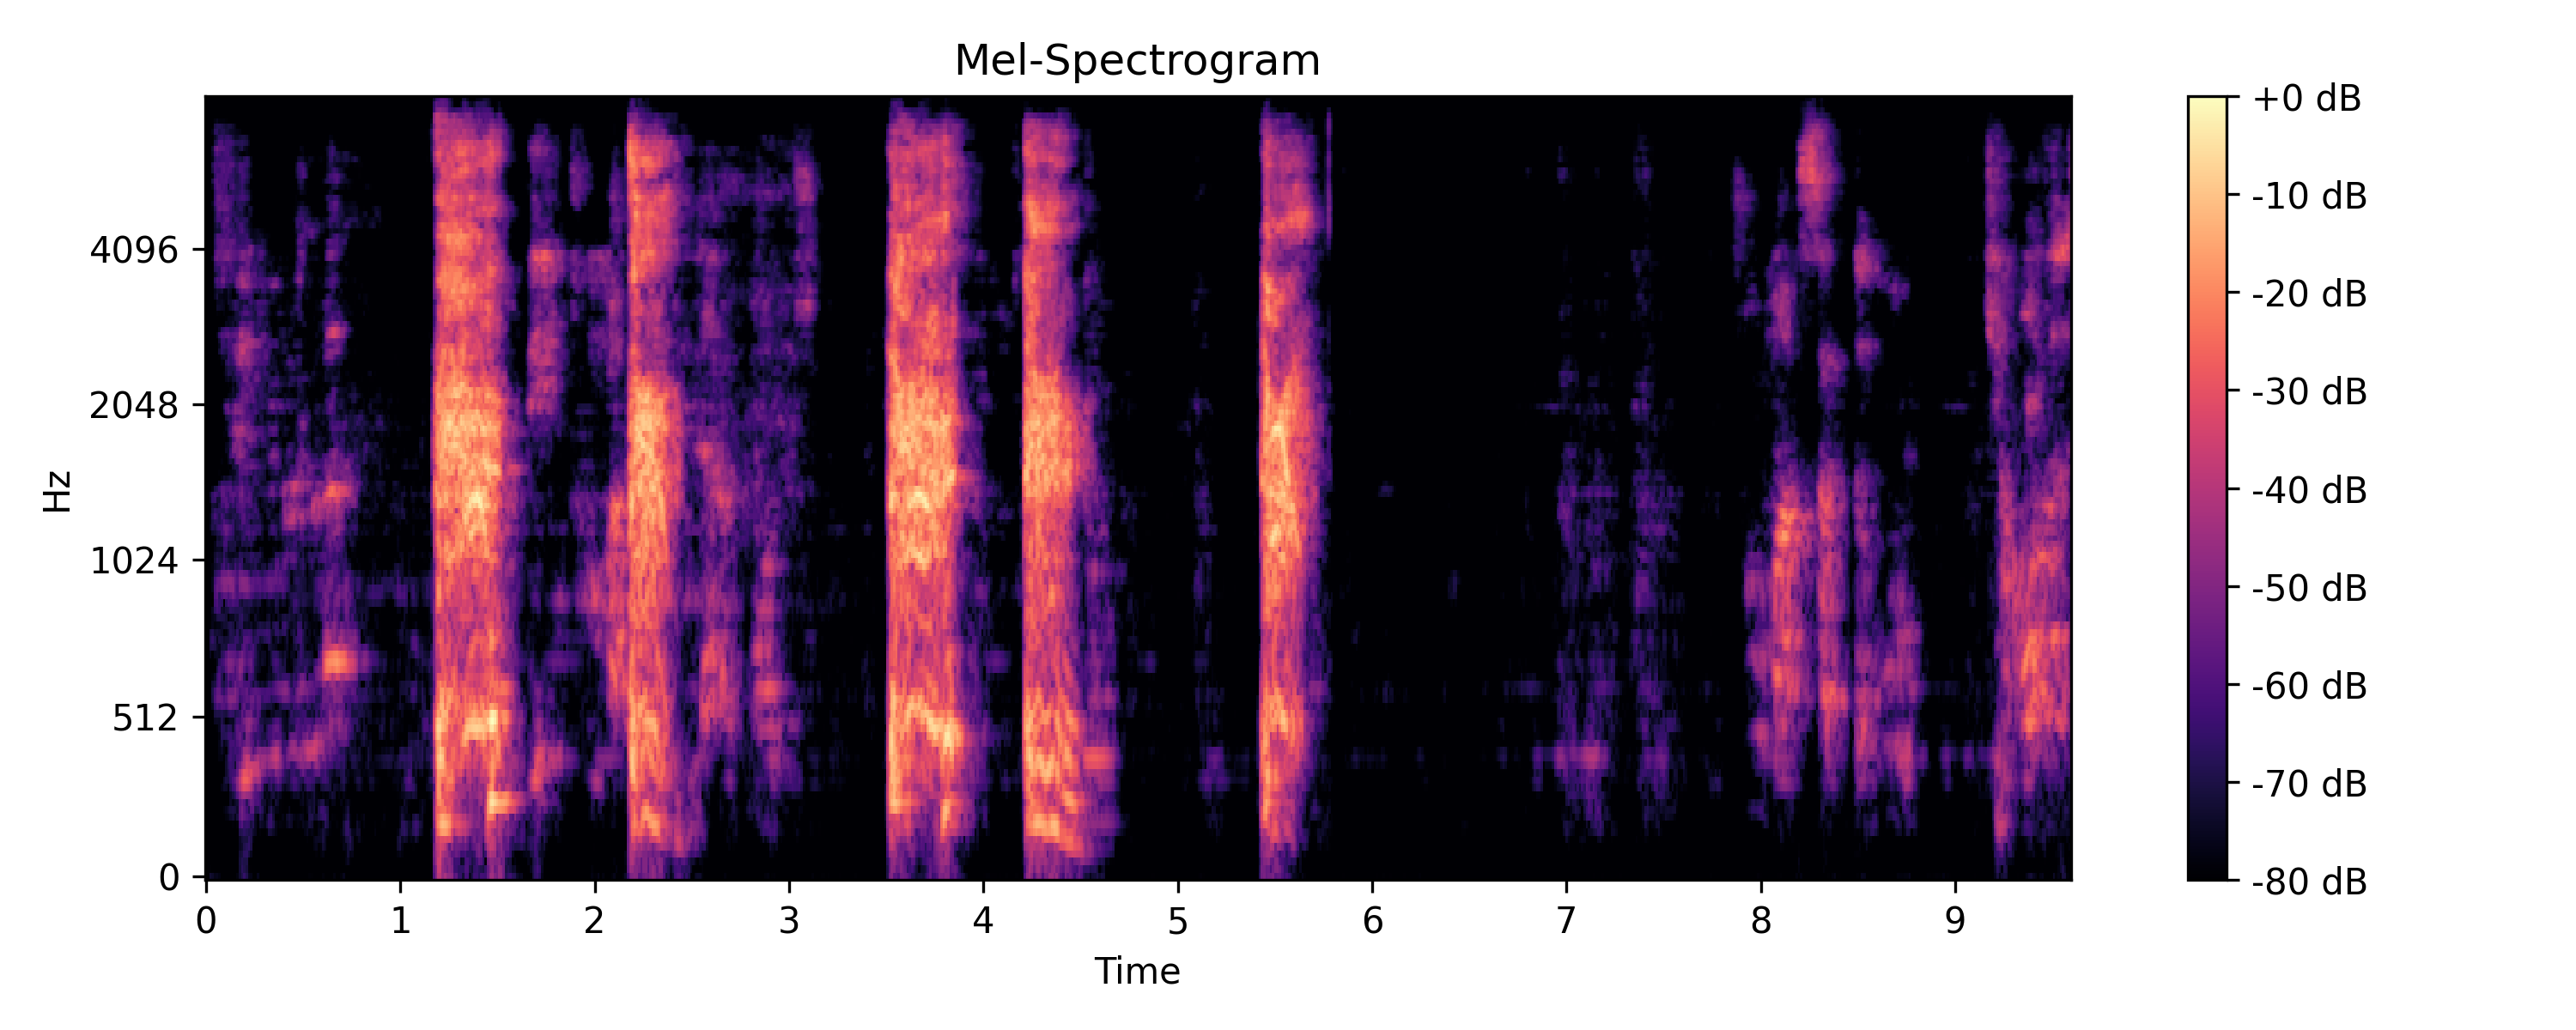 Mel-Spectrogram
+0 dB
-10 dB
-20 dB
-30 dB
-40 dB
-50 dB
-60 dB
-70 dB
-80 dB
4096
2048
1024
512
0
Hz
0 1 2 3 4 5 6 7 8 9
Time